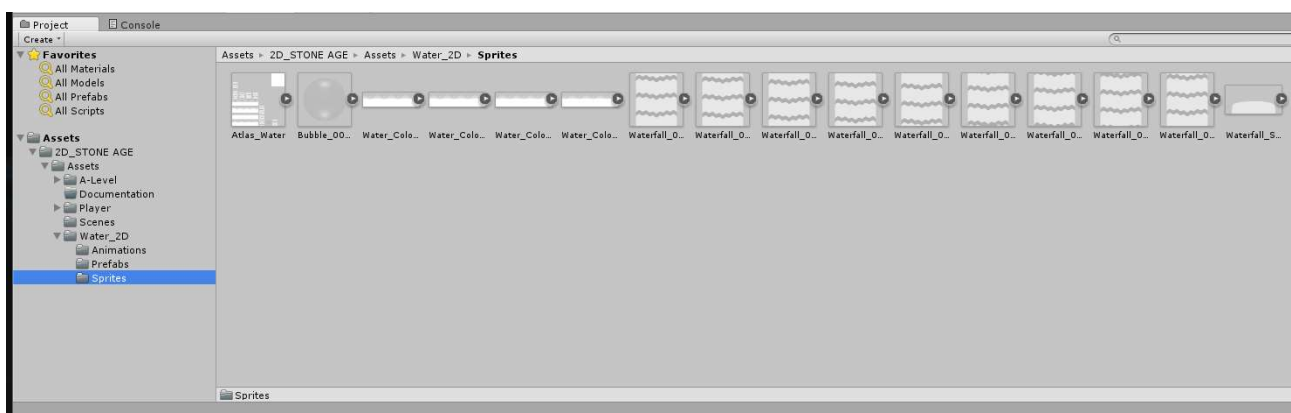 Project Console
Create
Favorites
All Materials
All Models
All Prefabs
All Scripts
Assets
2D_STONE AGE
Assets
A-Level
Documentation
Player
Scenes
Water_2D
Animations
Prefabs
Sprites
Assets ▸ 2D_STONE AGE ▸ Assets ▸ Water_2D ▸ Sprites
Atlas_Water Bubble_00... Water_Colo... Water_Colo... Water_Colo... Water_Colo... Waterfall_0... Waterfall_0... Waterfall_0... Waterfall_0... Waterfall_0... Waterfall_0... Waterfall_0... Waterfall_0... Waterfall_0... Waterfall_S...
Sprites